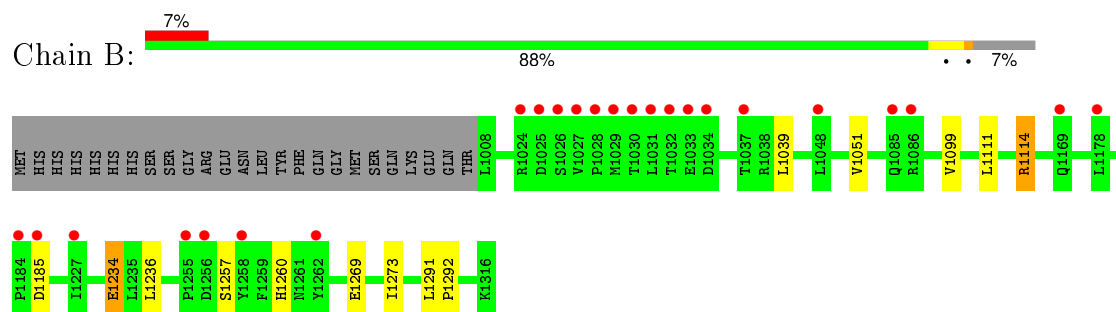 7%
Chain B:
88%
7%
MET HIS HIS HIS HIS HIS HIS SER SER GLY ARG GLU ASN LEU TYR PHE GLN GLY MET SER GLN LYS GLU GLN THR L1008 R1024 D1025 S1026 V1027 P1028 M1029 T1030 L1031 T1032 E1033 D1034 T1037 R1038 L1039 L1048 V1051 Q1085 R1086 V1099 L1111 R1114 Q1169 L1178
P1184 D1185 I1227 E1234 L1235 L1236 P1255 D1256 S1257 Y1258 F1259 H1260 N1261 Y1262 E1269 I1273 L1291 P1292 K1316